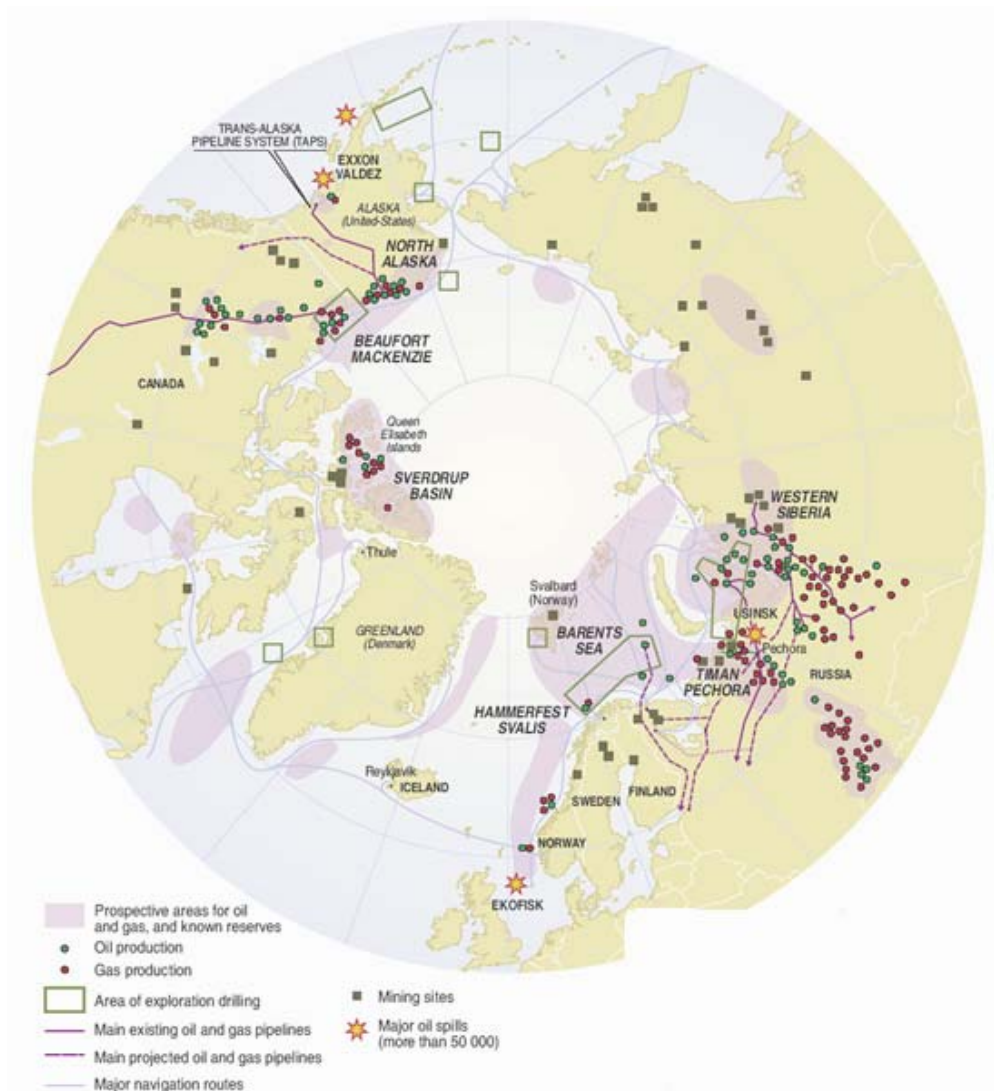 TRANS-ALASKA
PIPELINE SYSTEM (TAPS)
EXXON
VALDEZ
ALASKA
(United-States)
NORTH
ALASKA
BEAUFORT
MACKENZIE
CANADA
Queen
Elisabeth
Islands
SVERDRUP
BASIN
WESTERN
SIBERIA
Thule
Svalbard
(Norway)
USINSK
GREENLAND
(Denmark)
BARENTS
SEA
Pechora
TIMAN
PECHORA
RUSSIA
HAMMERFEST
SVALIS
Reykjavik
ICELAND
SWEDEN
FINLAND
NORWAY
EKOFISK
Prospective areas for oil
and gas, and known reserves
Oil production
Gas production
Area of exploration drilling
Main existing oil and gas pipelines
Main projected oil and gas pipelines
Major navigation routes
Mining sites
Major oil spills
(more than 50 000)